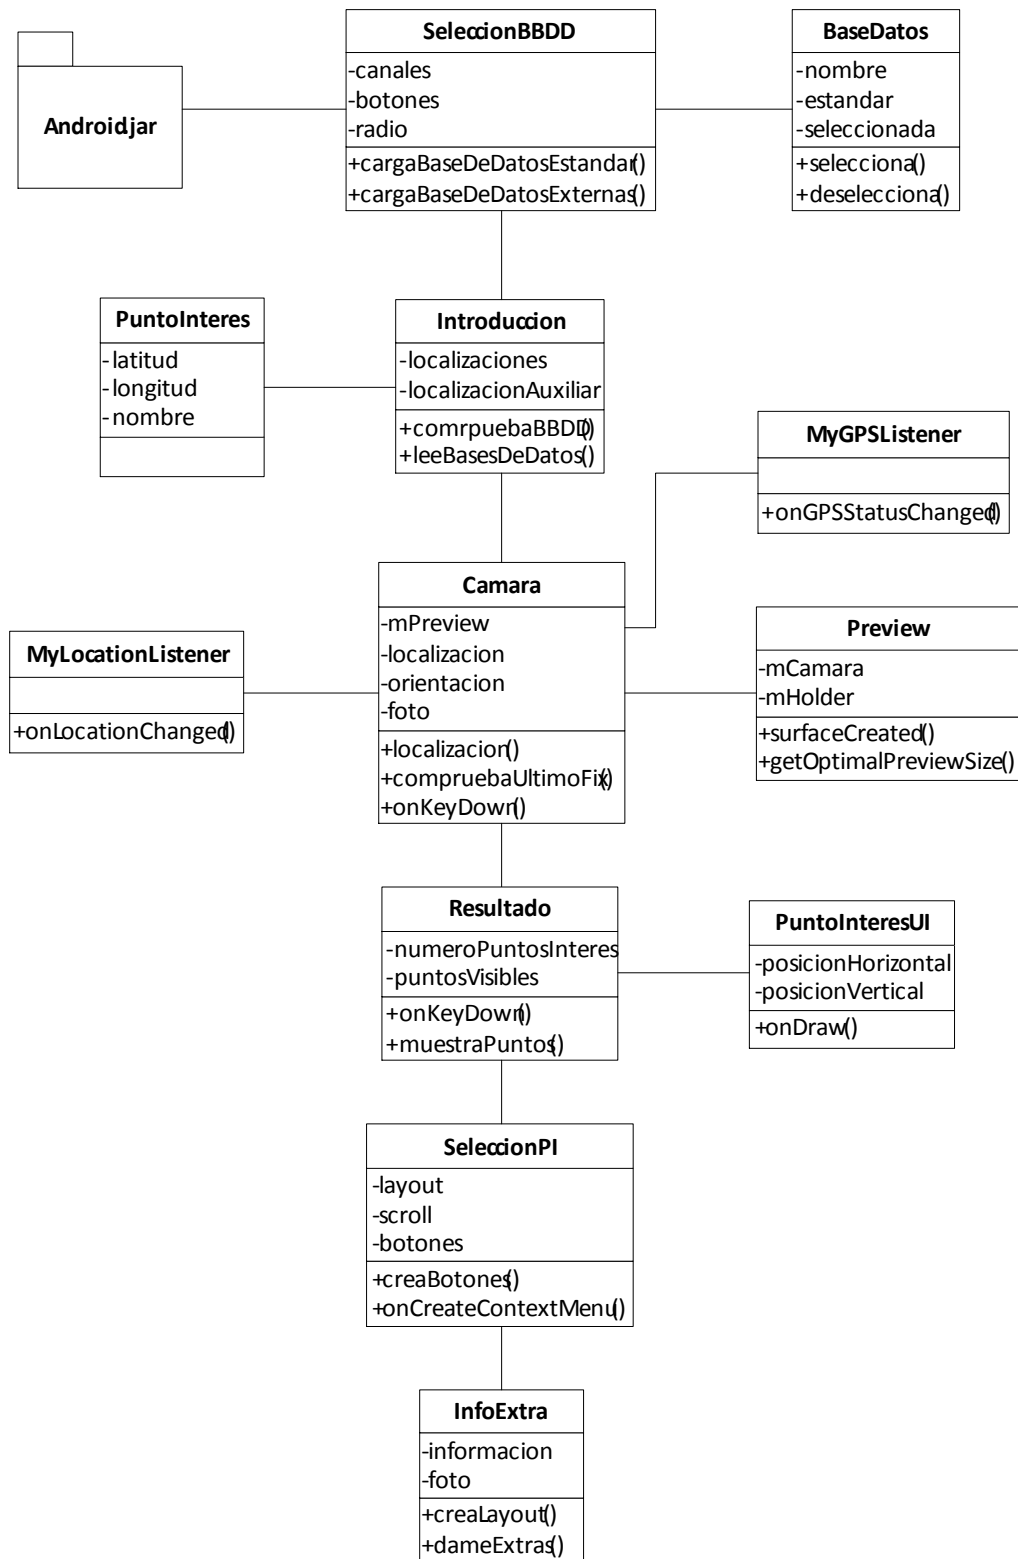 SeleccionBBDD
-canales
-botones
-radio
+cargaBaseDeDatosEstandar()
+cargaBaseDeDatosExternas()
BaseDatos
-nombre
-estandar
-seleccionada
+selecciona()
+deselecciona()
Android.jar
PuntoInteres
-latitud
-longitud
-nombre
Introduccion
-localizaciones
-localizacionAuxiliar
+comrpuebaBBDD()
+leeBasesDeDatos()
MyGPSListener
+onGPSStatusChanged()
Camara
-mPreview
-localizacion
-orientacion
-foto
+localizacion()
+compruebaUltimoFix()
+onKeyDown()
MyLocationListener
+onLocationChanged()
Preview
-mCamara
-mHolder
+surfaceCreated()
+getOptimalPreviewSize()
Resultado
-numeroPuntosInteres
-puntosVisibles
+onKeyDown()
+muestraPuntos()
PuntoInteresUI
-posicionHorizontal
-posicionVertical
+onDraw()
SeleccionPI
-layout
-scroll
-botones
+creaBotones()
+onCreateContextMenu()
InfoExtra
-informacion
-foto
+creaLayout()
+dameExtras()